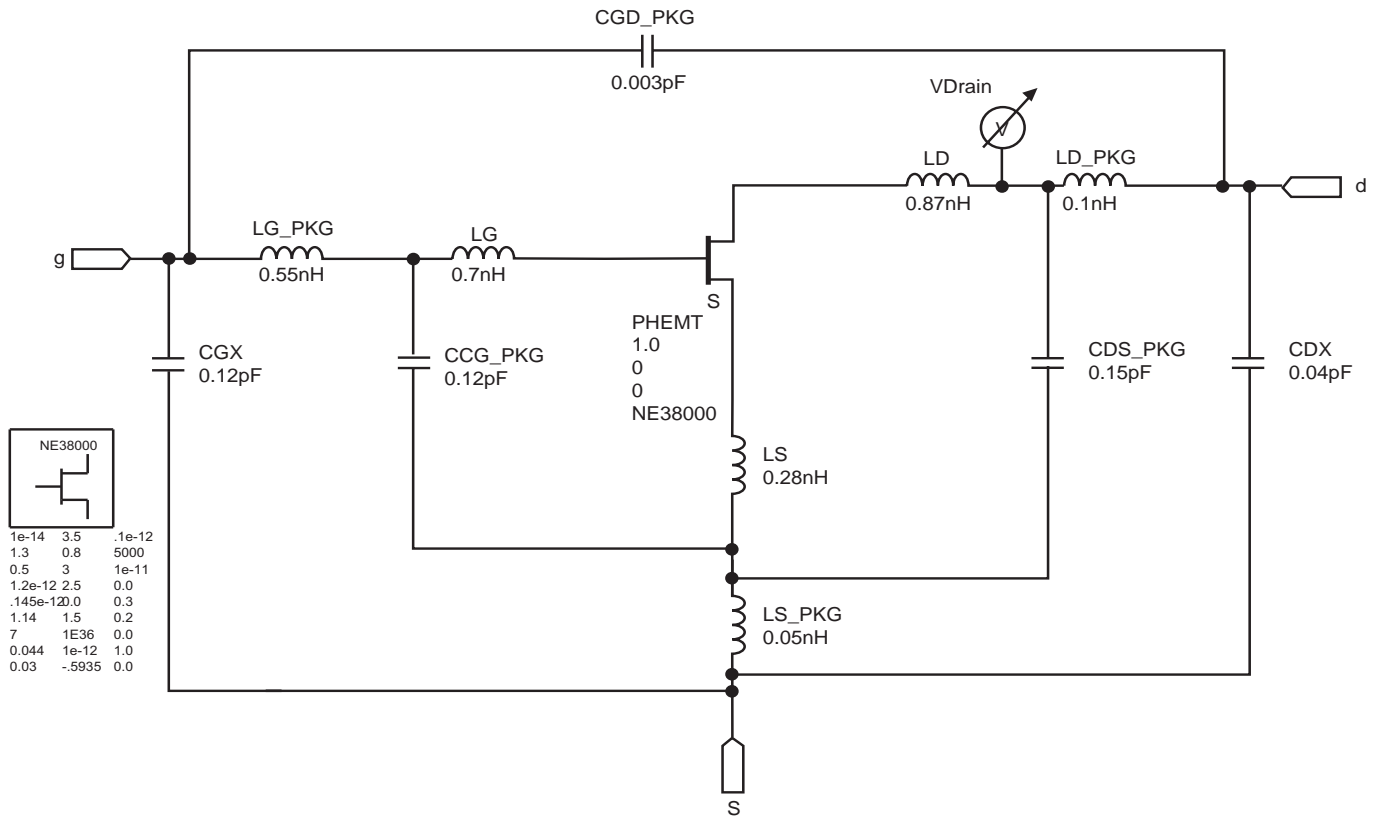 CGD_PKG
0.003pF
VDrain
V
LD
0.87nH
LD_PKG
0.1nH
d
g
LG_PKG
0.55nH
LG
0.7nH
S
PHEMT
1.0
0
0
NE38000
CGX
0.12pF
CCG_PKG
0.12pF
CDS_PKG
0.15pF
CDX
0.04pF
LS
0.28nH
LS_PKG
0.05nH
S
NE38000
1e-14 3.5 .1e-12
1.3 0.8 5000
0.5 3 1e-11
1.2e-12 2.5 0.0
.145e-12 0.0 0.3
1.14 1.5 0.2
7 1E36 0.0
0.044 1e-12 1.0
0.03 -.5935 0.0